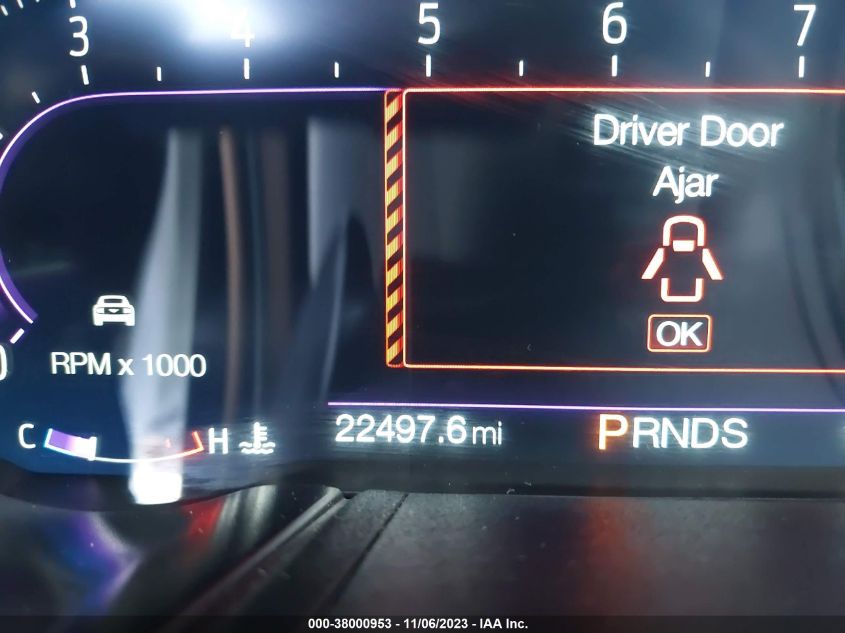 3 4 5 6 7
Driver Door
Ajar
OK
RPM x 1000
0
C H
22497.6 mi
PRNDS
000-38000953 - 11/06/2023 - IAA Inc.